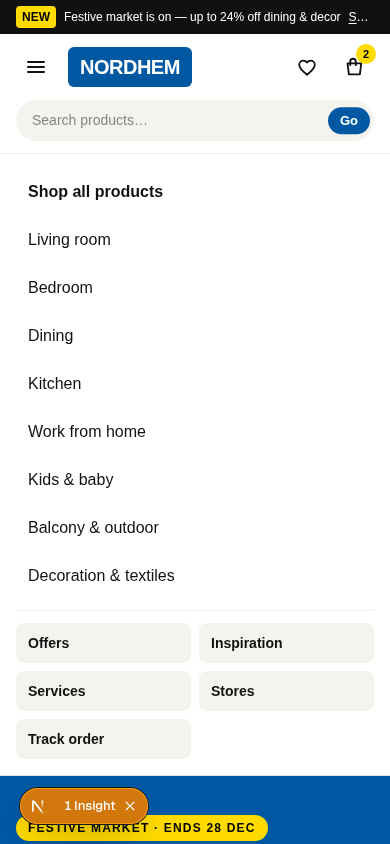 NEW Festive market is on — up to 24% off dining & decor S…
NORDHEM
2
Search products… Go
Shop all products
Living room
Bedroom
Dining
Kitchen
Work from home
Kids & baby
Balcony & outdoor
Decoration & textiles
Offers Inspiration
Services Stores
Track order
N 1 Insight
FESTIVE MARKET · ENDS 28 DEC